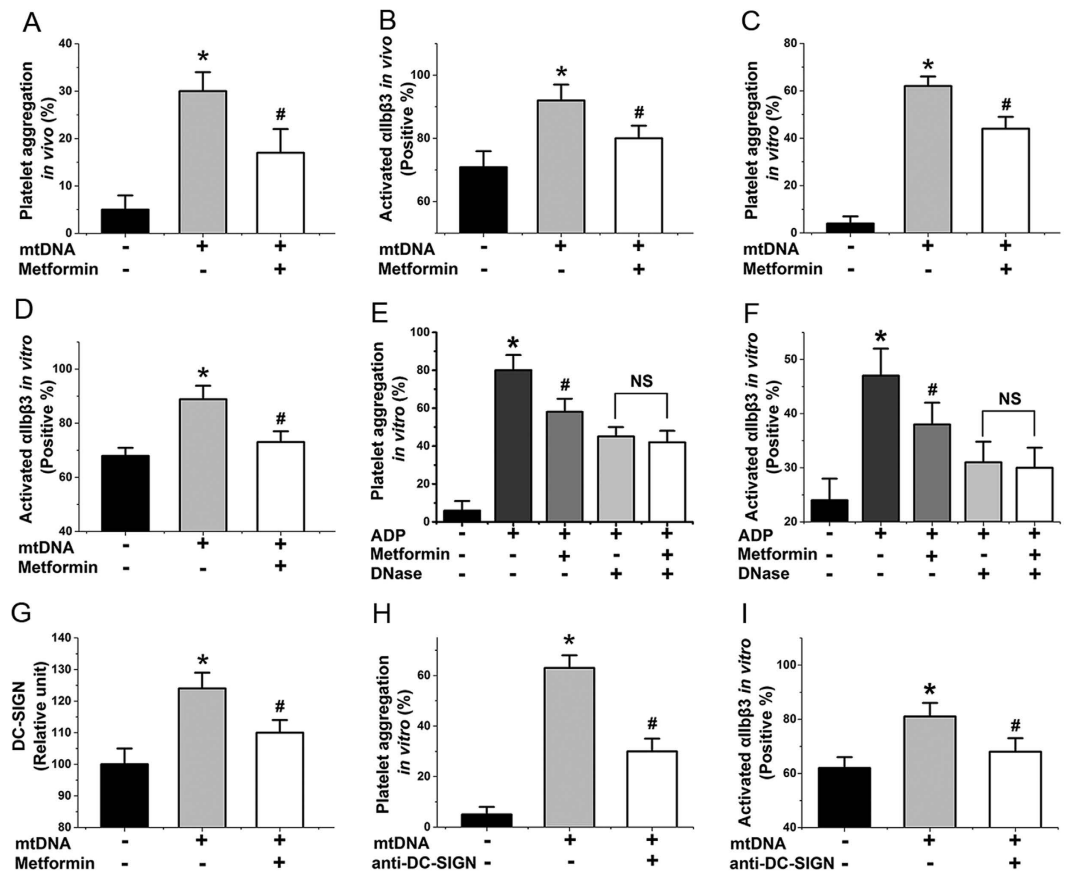 A
Platelet aggregation
in vivo (%)
40
30
20
10
0
*
#
mtDNA - + +
Metformin - - +
B
Activated αIIbβ3 in vivo
(Positive %)
100
80
60
*
#
mtDNA - + +
Metformin - - +
C
Platelet aggregation
in vitro (%)
80
60
40
20
0
*
#
mtDNA - + +
Metformin - - +
D
Activated αIIbβ3 in vitro
(Positive %)
100
80
60
40
*
#
mtDNA - + +
Metformin - - +
E
Platelet aggregation
in vitro (%)
100
80
60
40
20
0
*
#
NS
ADP - + + + +
Metformin - - + - +
DNase - - - + +
F
Activated αIIbβ3 in vitro
(Positive %)
50
40
30
20
*
#
NS
ADP - + + + +
Metformin - - + - +
DNase - - - + +
G
DC-SIGN
(Relative unit)
140
130
120
110
100
90
80
*
#
mtDNA - + +
Metformin - - +
H
Platelet aggregation
in vitro (%)
60
30
0
*
#
mtDNA - + +
anti-DC-SIGN - - +
I
Activated αIIbβ3 in vitro
(Positive %)
100
80
60
40
*
#
mtDNA - + +
anti-DC-SIGN - - +